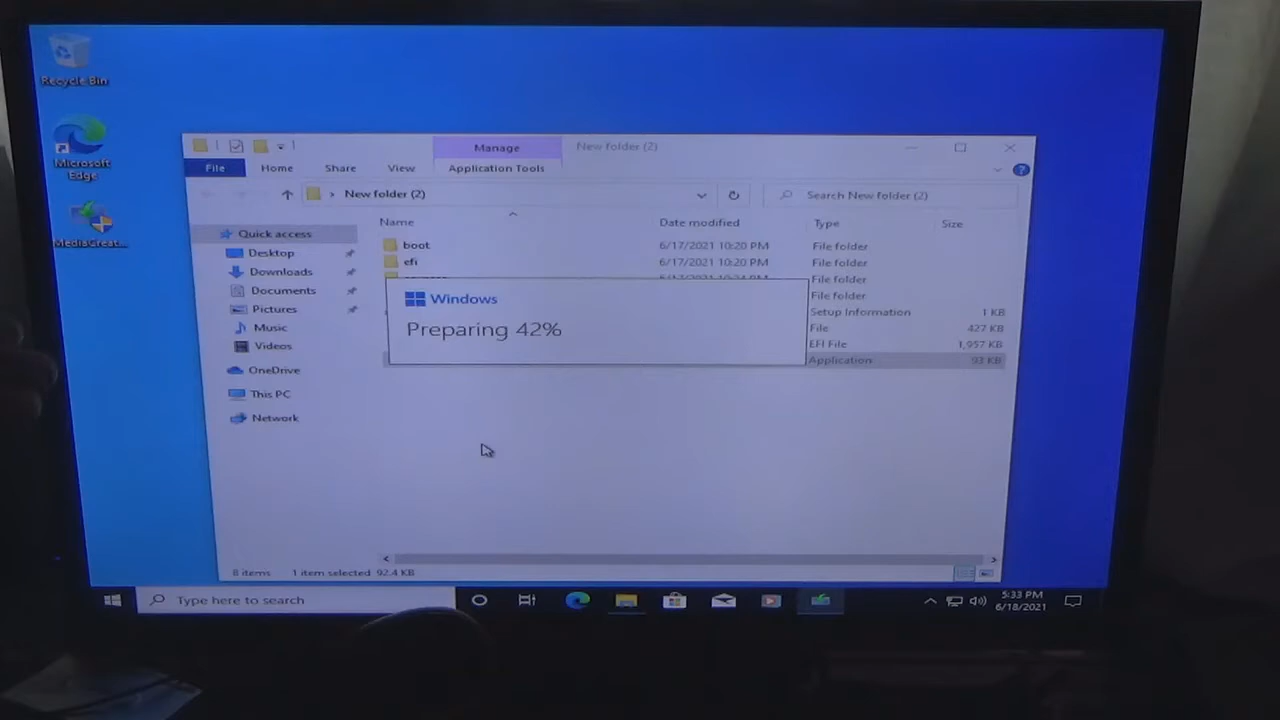 Recycle Bin
Microsoft
Edge
MediaCreat...
Manage
New folder (2)
File
Home
Share
View
Application Tools
New folder (2)
Search New folder (2)
Name
Date modified
Type
Size
Quick access
Desktop
Downloads
Documents
Pictures
Music
Videos
OneDrive
This PC
Network
boot 6/17/2021 10:20 PM File folder
efi 6/17/2021 10:20 PM File folder
File folder
File folder
Setup Information 1 KB
File 427 KB
EFI File 1,957 KB
Application 93 KB
Windows
Preparing 42%
8 items 1 item selected 92.4 KB
Type here to search
5:33 PM
6/18/2021